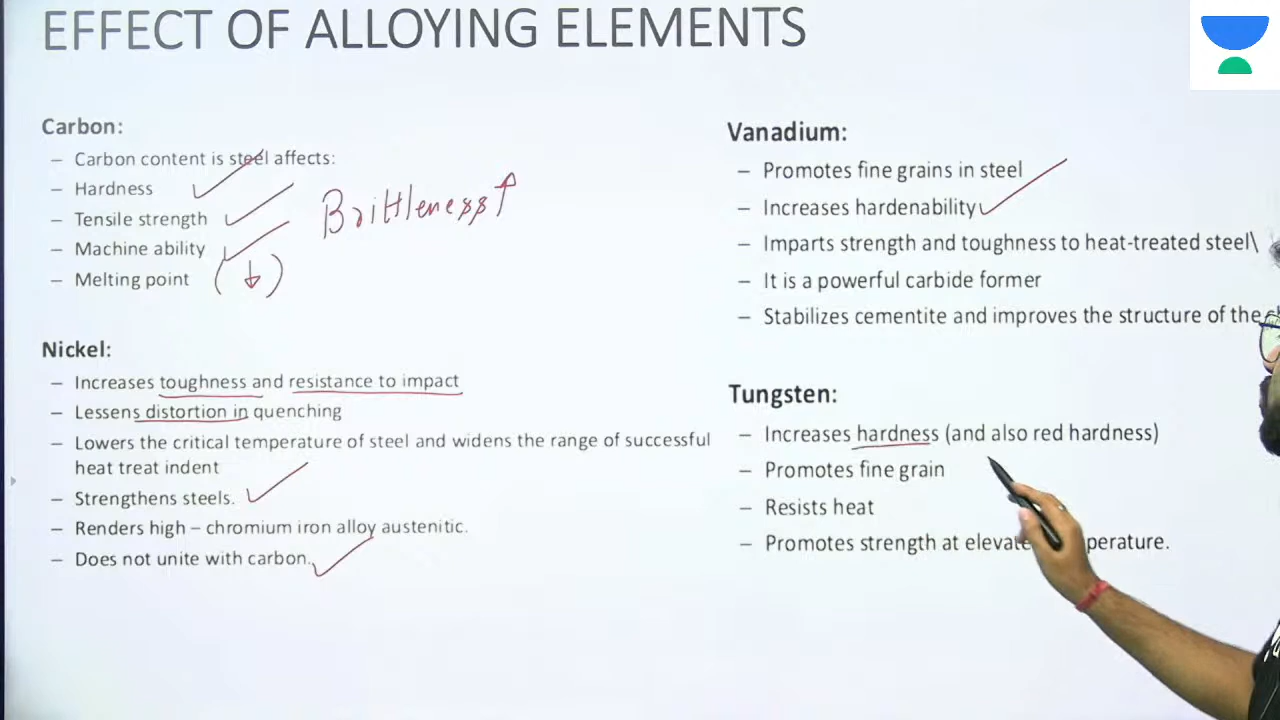 EFFECT OF ALLOYING ELEMENTS
Carbon:
– Carbon content is steel affects:
– Hardness
– Tensile strength
– Machine ability
– Melting point (↓)
Brittleness↑
Nickel:
– Increases toughness and resistance to impact
– Lessens distortion in quenching
– Lowers the critical temperature of steel and widens the range of successful
heat treat indent
– Strengthens steels.
– Renders high – chromium iron alloy austenitic.
– Does not unite with carbon.
Vanadium:
– Promotes fine grains in steel
– Increases hardenability
– Imparts strength and toughness to heat-treated steel\
– It is a powerful carbide former
– Stabilizes cementite and improves the structure of the
Tungsten:
– Increases hardness (and also red hardness)
– Promotes fine grain
– Resists heat
– Promotes strength at